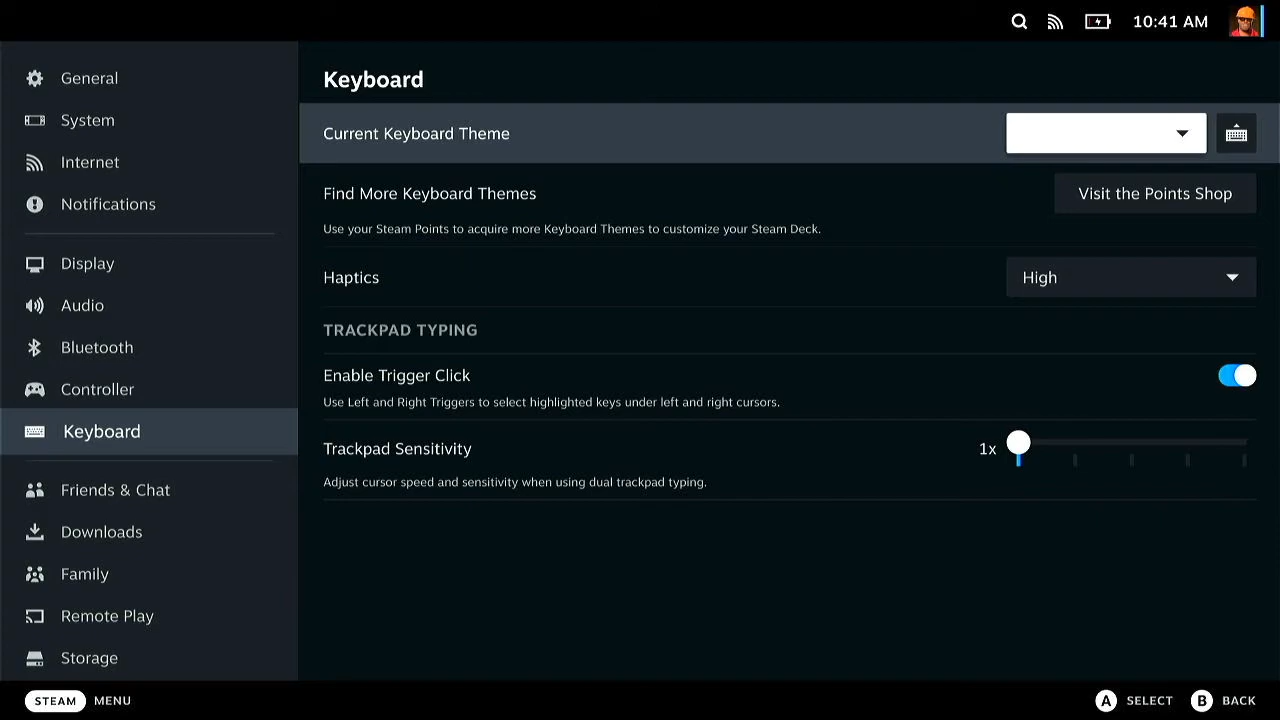 10:41 AM
General
System
Internet
Notifications
Display
Audio
Bluetooth
Controller
Keyboard
Friends & Chat
Downloads
Family
Remote Play
Storage
Keyboard
Current Keyboard Theme
Find More Keyboard Themes
Visit the Points Shop
Use your Steam Points to acquire more Keyboard Themes to customize your Steam Deck.
Haptics
High
TRACKPAD TYPING
Enable Trigger Click
Use Left and Right Triggers to select highlighted keys under left and right cursors.
Trackpad Sensitivity
1x
Adjust cursor speed and sensitivity when using dual trackpad typing.
STEAM MENU
A SELECT B BACK